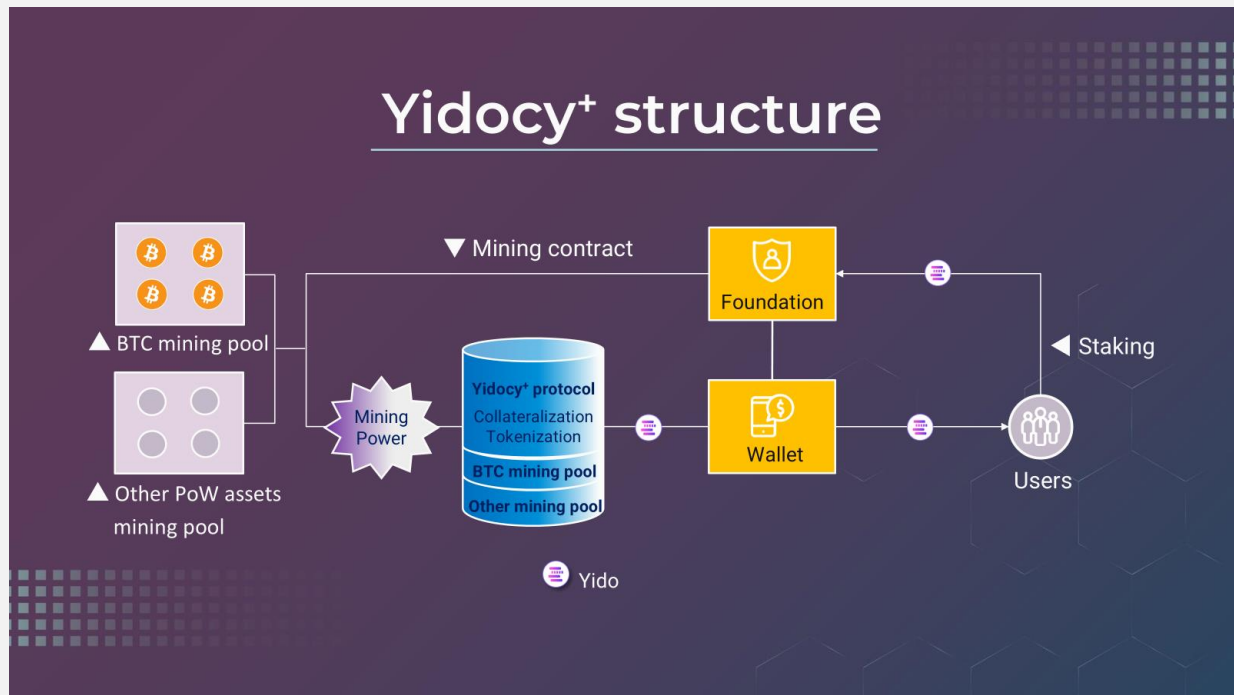 Yidocy⁺ structure
▼ Mining contract
Foundation
▲ BTC mining pool
◀ Staking
Yidocy⁺ protocol
Collateralization
Tokenization
BTC mining pool
Other mining pool
Mining
Power
Wallet
Users
▲ Other PoW assets
mining pool
Yido